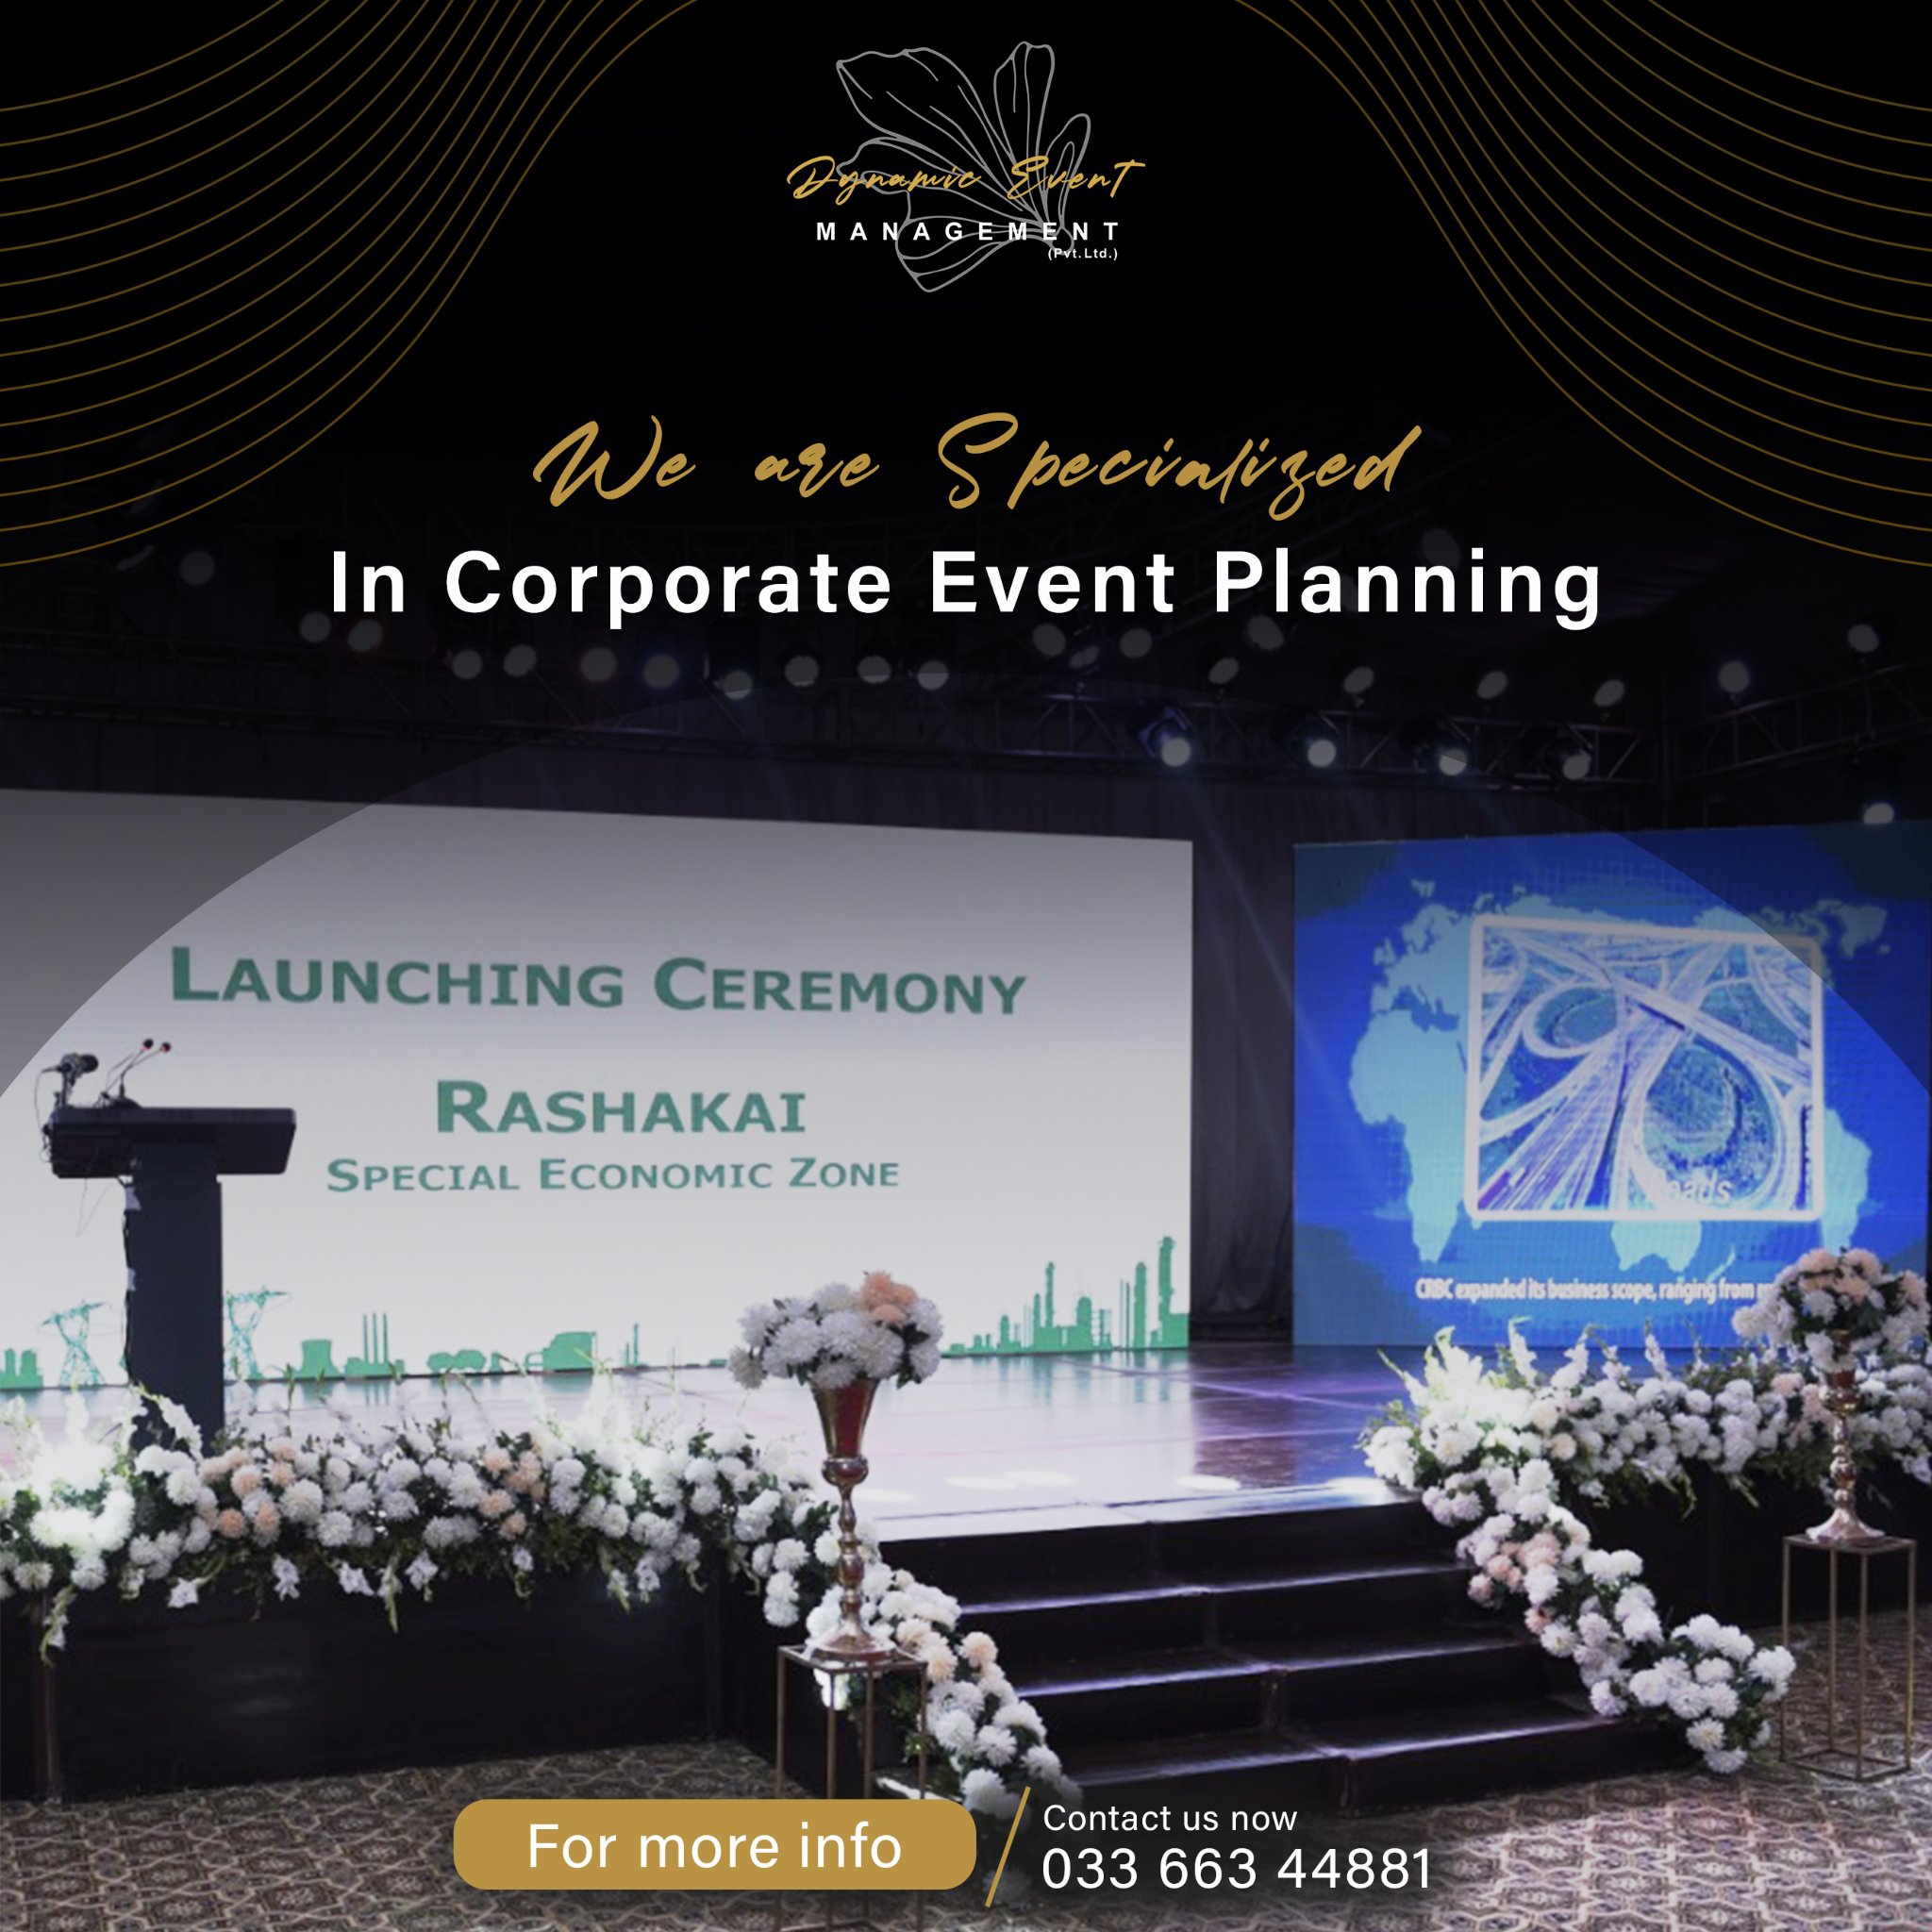 Dynamic Event
MANAGEMENT
(Pvt.Ltd.)
We are Specialized
In Corporate Event Planning
LAUNCHING CEREMONY
RASHAKAI
SPECIAL ECONOMIC ZONE
CRBC expanded its business scope, ranging from
For more info
Contact us now
033 663 44881